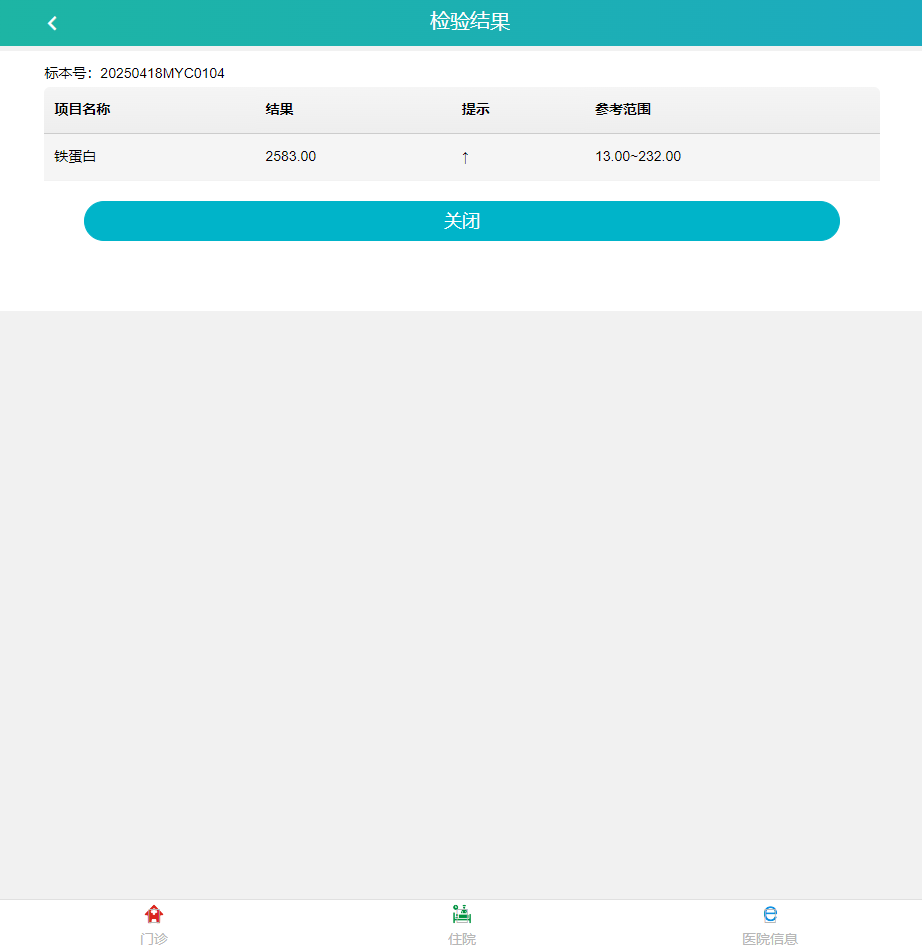 检验结果
标本号：20250418MYC0104
项目名称 结果 提示 参考范围
铁蛋白 2583.00 ↑ 13.00~232.00
关闭
门诊 住院 医院信息